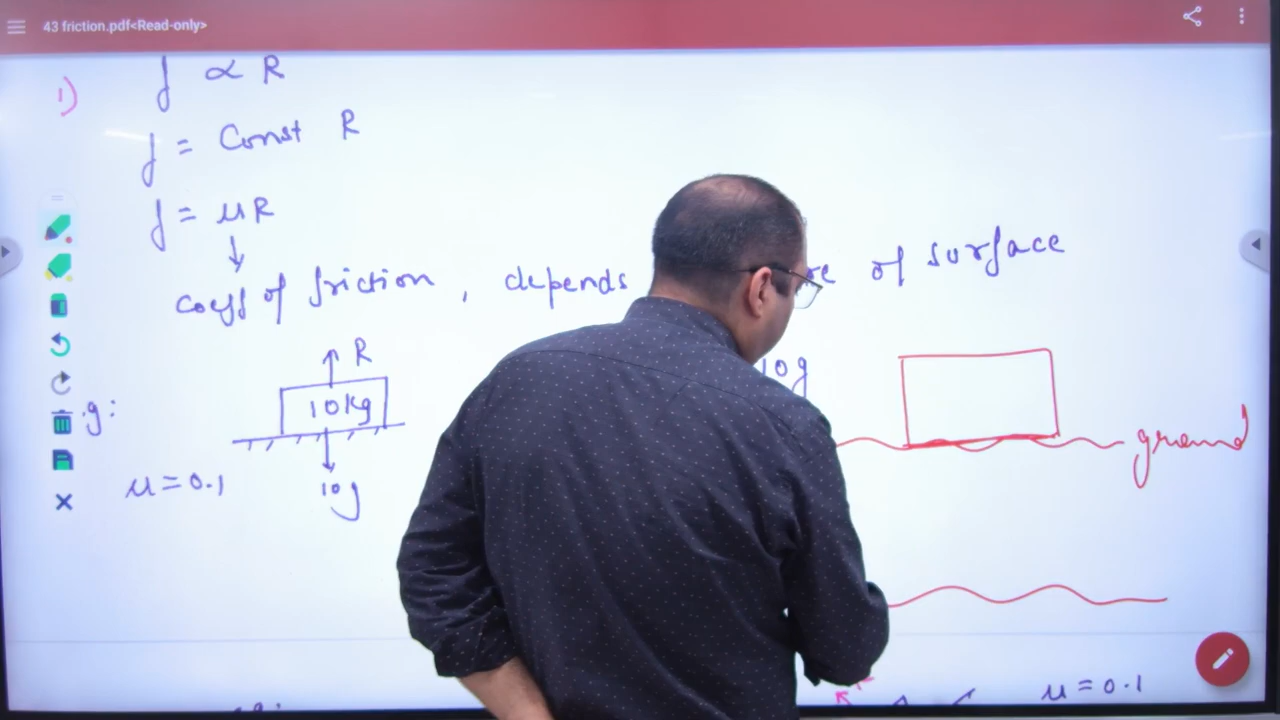 43 friction.pdf<Read-only>
1)
f ∝ R
f = Const R
f = μR
↓
coeff of friction, depends of surface
↑ R
10kg
10g
.g:
μ = 0.1
10g
ground
μ = 0.1